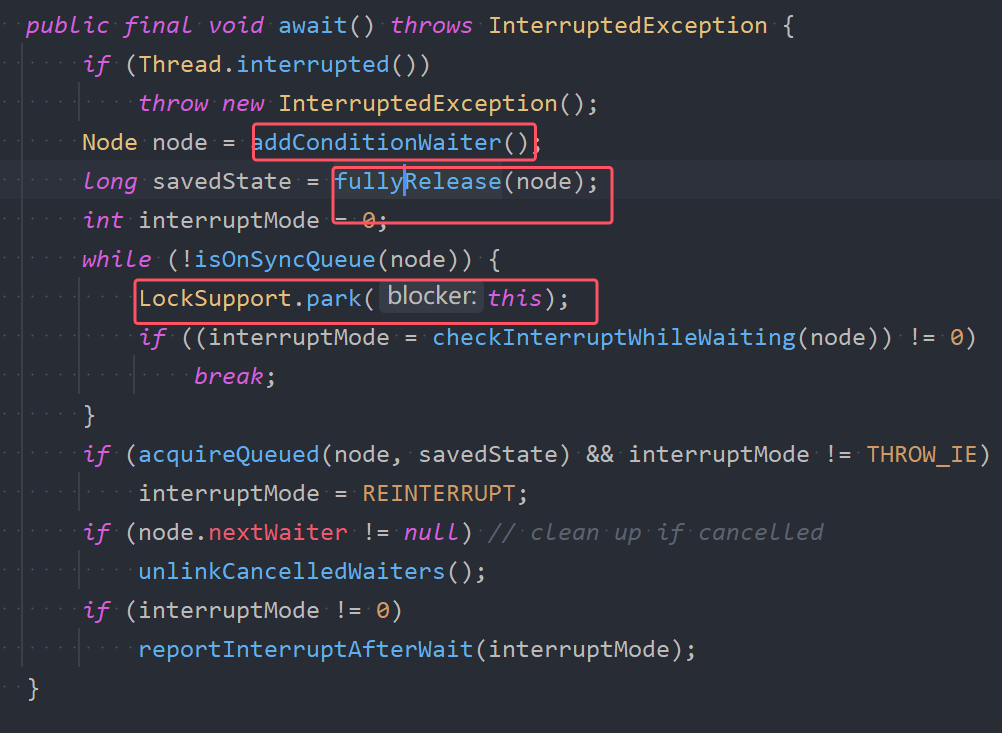 public final void await() throws InterruptedException {
if (Thread.interrupted())
throw new InterruptedException();
Node node = addConditionWaiter();
long savedState = fullyRelease(node);
int interruptMode = 0;
while (!isOnSyncQueue(node)) {
LockSupport.park( blocker: this);
if ((interruptMode = checkInterruptWhileWaiting(node)) != 0)
break;
}
if (acquireQueued(node, savedState) && interruptMode != THROW_IE)
interruptMode = REINTERRUPT;
if (node.nextWaiter != null) // clean up if cancelled
unlinkCancelledWaiters();
if (interruptMode != 0)
reportInterruptAfterWait(interruptMode);
}